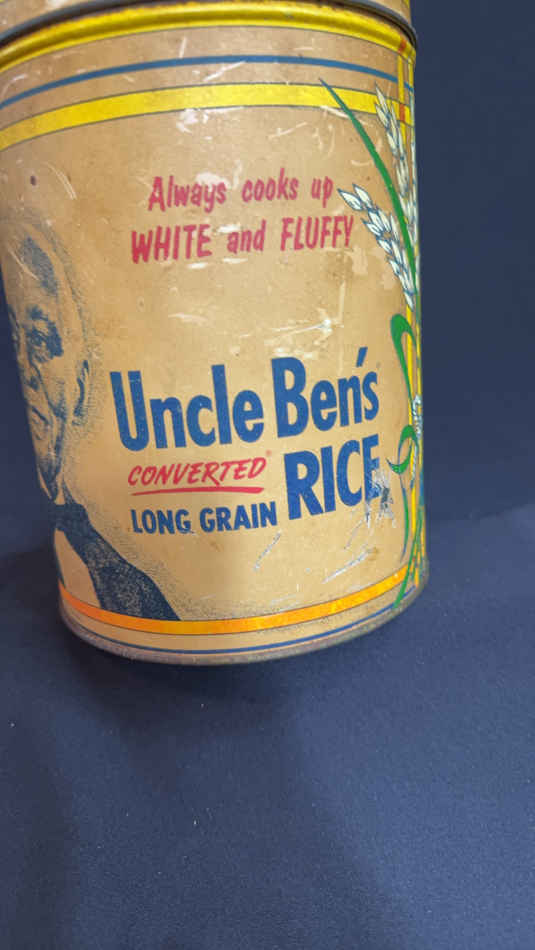 Always cooks up
WHITE and FLUFFY
Uncle Ben's
CONVERTED® RICE
LONG GRAIN